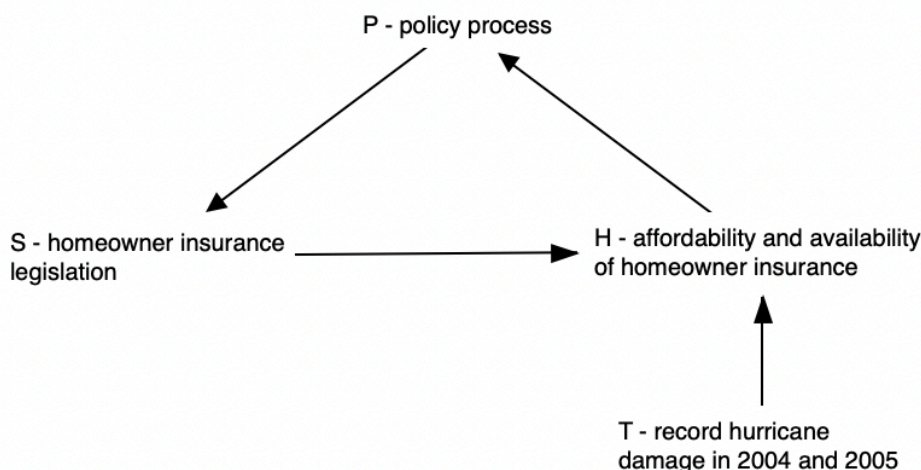 P - policy process
S - homeowner insurance
legislation
H - affordability and availability
of homeowner insurance
T - record hurricane
damage in 2004 and 2005